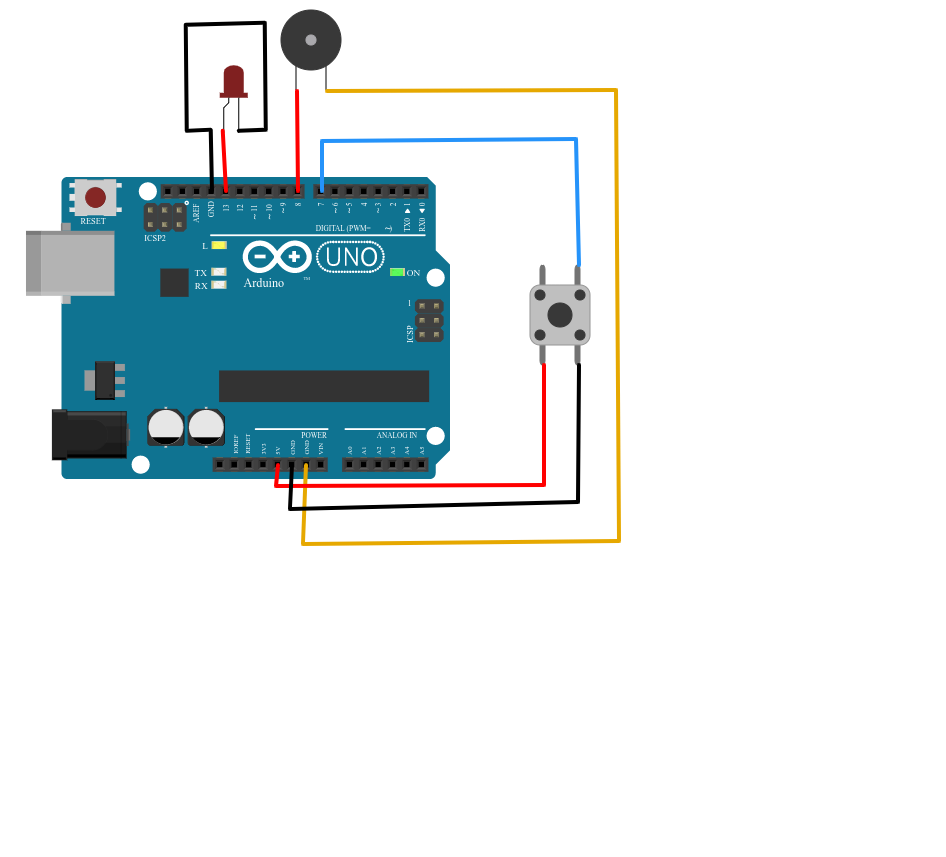 AREF
GND
13
12
~ 11
~ 10
~ 9
8
7
~ 6
~ 5
4
~ 3
2
TX0 ▶ 1
RX0 ◀ 0
RESET
ICSP2
DIGITAL (PWM~
L
TX
RX
UNO
Arduino
™
ON
1
ICSP
POWER
ANALOG IN
IOREF
RESET
3V3
5V
GND
GND
VIN
A0
A1
A2
A3
A4
A5